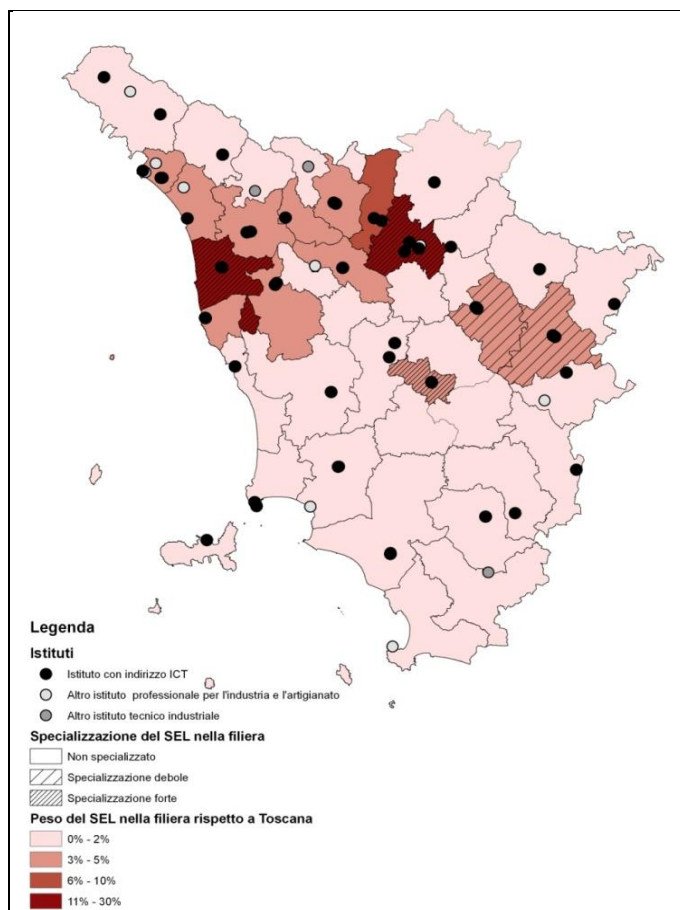 Legenda
Istituti
Istituto con indirizzo ICT
Altro istituto professionale per l'industria e l'artigianato
Altro istituto tecnico industriale
Specializzazione del SEL nella filiera
Non specializzato
Specializzazione debole
Specializzazione forte
Peso del SEL nella filiera rispetto a Toscana
0% - 2%
3% - 5%
6% - 10%
11% - 30%